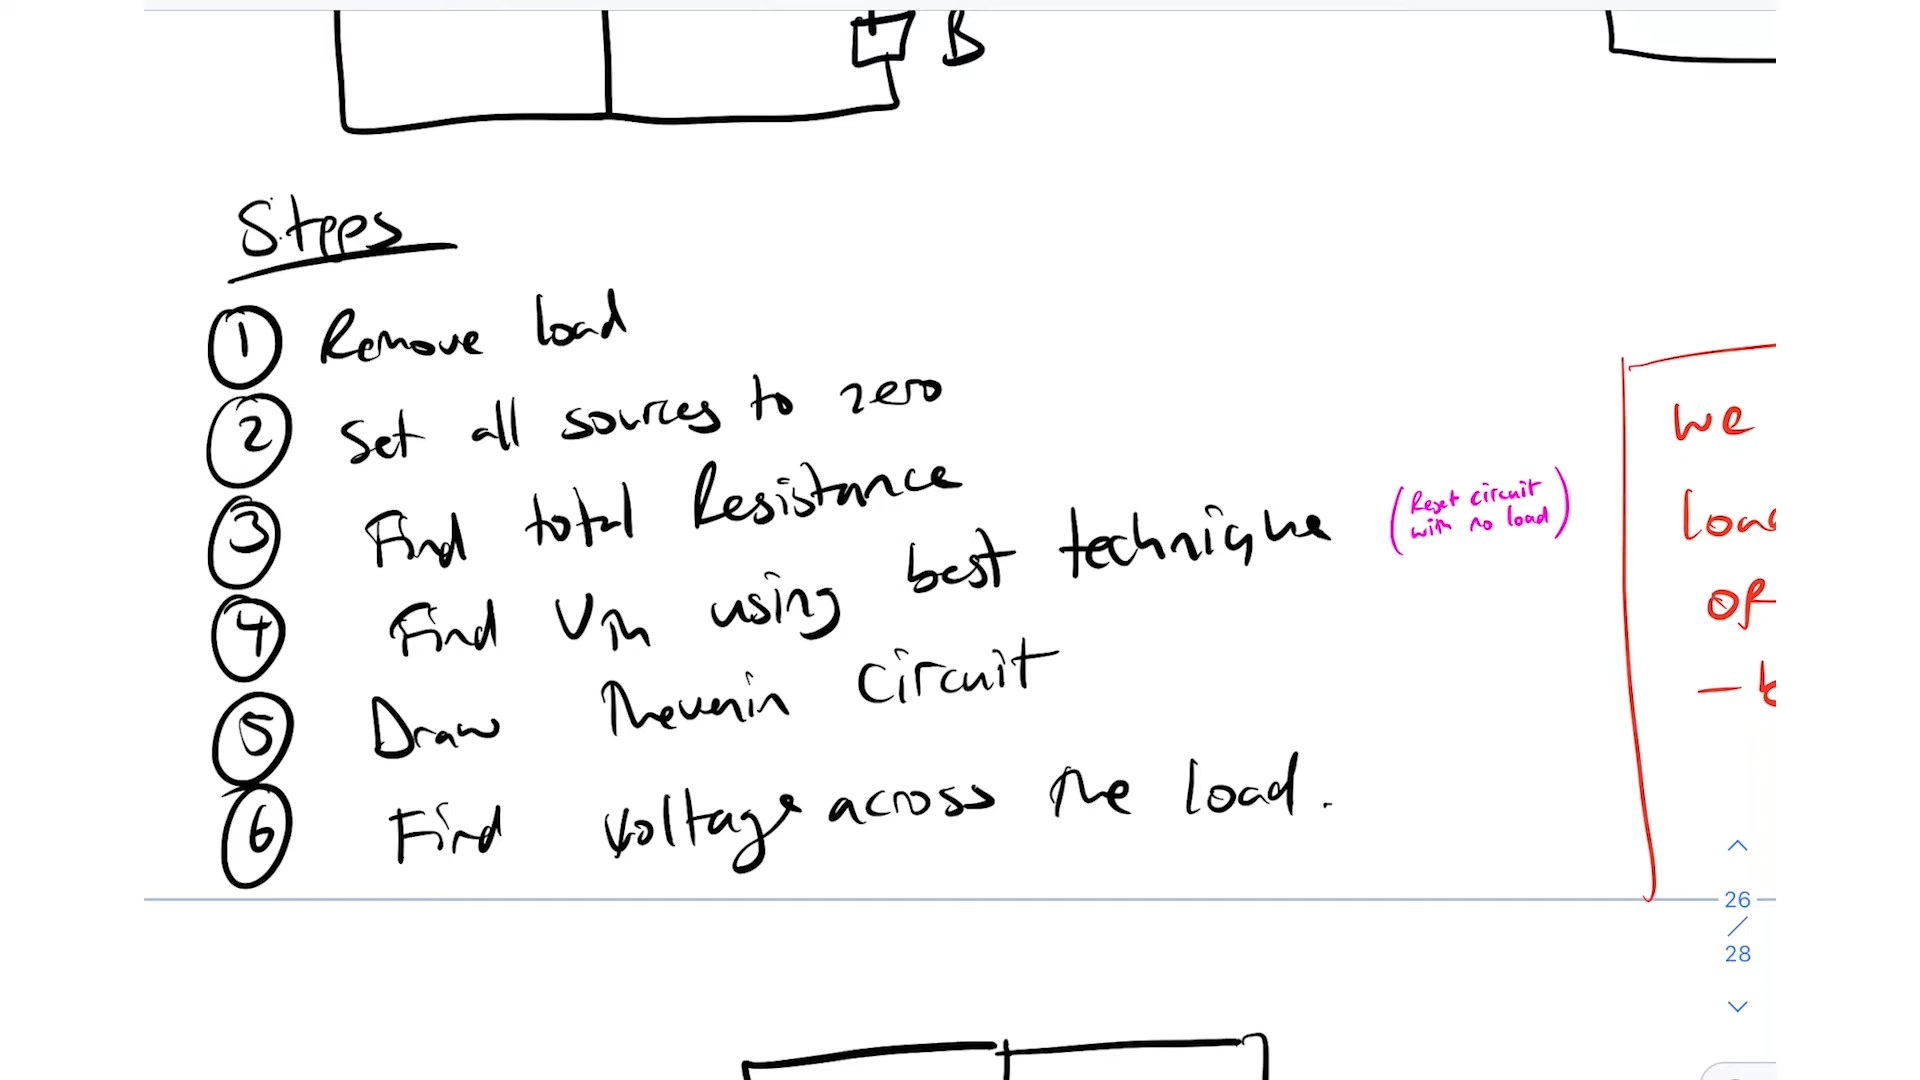 B
Steps
1 Remove load
2 Set all sources to zero
3 Find total Resistance
4 Find Vth using best technique
(Reset circuit
with no load)
5 Draw Thevenin circuit
6 Find voltage across the load.
we
OR
26
/
28